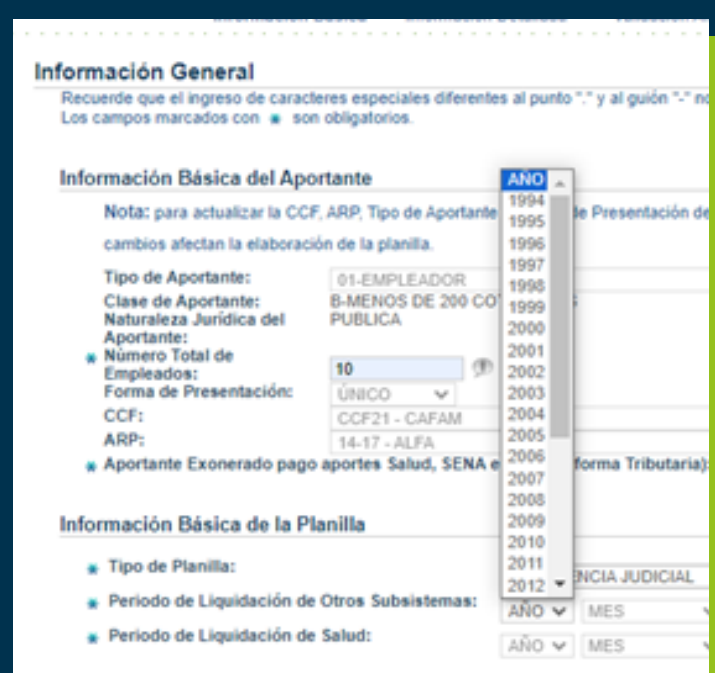 Información General
Recuerde que el ingreso de caracteres especiales diferentes al punto "." y al guión "-" no
Los campos marcados con * son obligatorios.
Información Básica del Aportante
Nota: para actualizar la CCF, ARP, Tipo de Aportante de Presentación de
cambios afectan la elaboración de la planilla.
Tipo de Aportante: 01-EMPLEADOR
Clase de Aportante: B-MENOS DE 200 CO
Naturaleza Jurídica del PUBLICA
Aportante:
* Número Total de
Empleados: 10
Forma de Presentación: ÚNICO
CCF: CCF21 - CAFAM
ARP: 14-17 - ALFA
* Aportante Exonerado pago aportes Salud, SENA e forma Tributaria):
AÑO
1994
1995
1996
1997
1998
1999
2000
2001
2002
2003
2004
2005
2006
2007
2008
2009
2010
2011
2012
Información Básica de la Planilla
* Tipo de Planilla: NCIA JUDICIAL
* Periodo de Liquidación de Otros Subsistemas: AÑO MES
* Periodo de Liquidación de Salud: AÑO MES